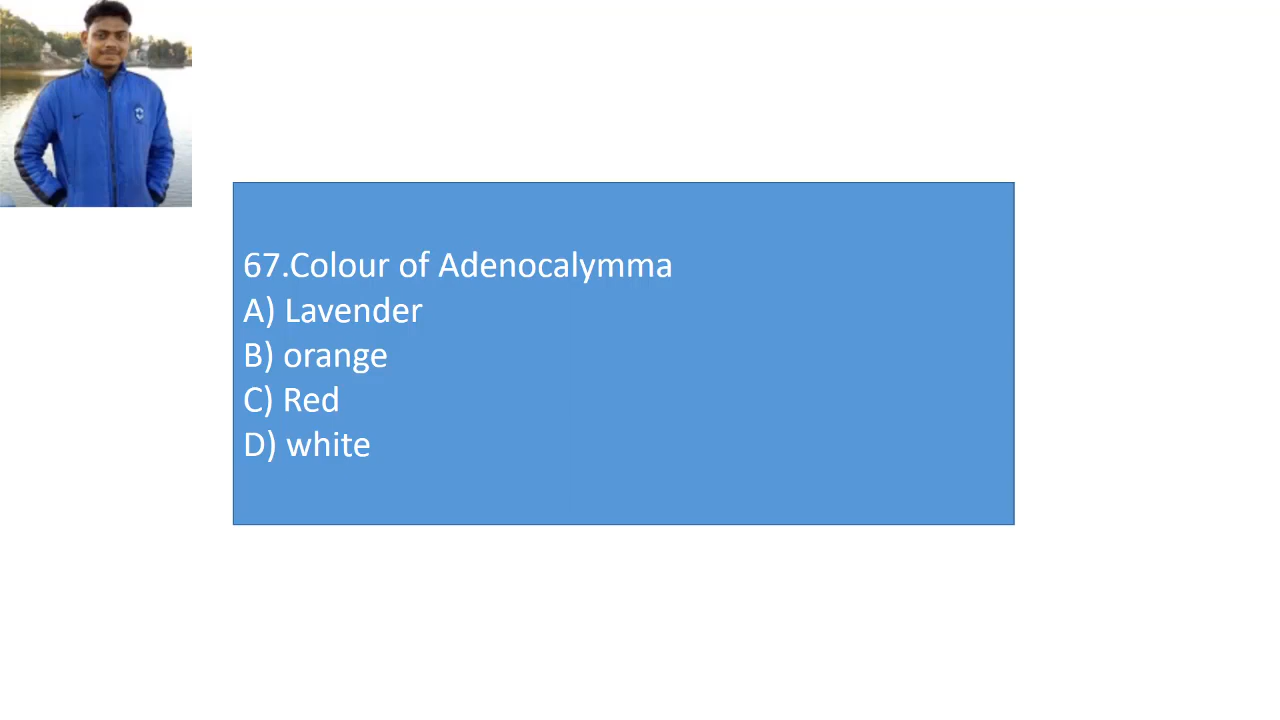 67.Colour of Adenocalymma
A) Lavender
B) orange
C) Red
D) white